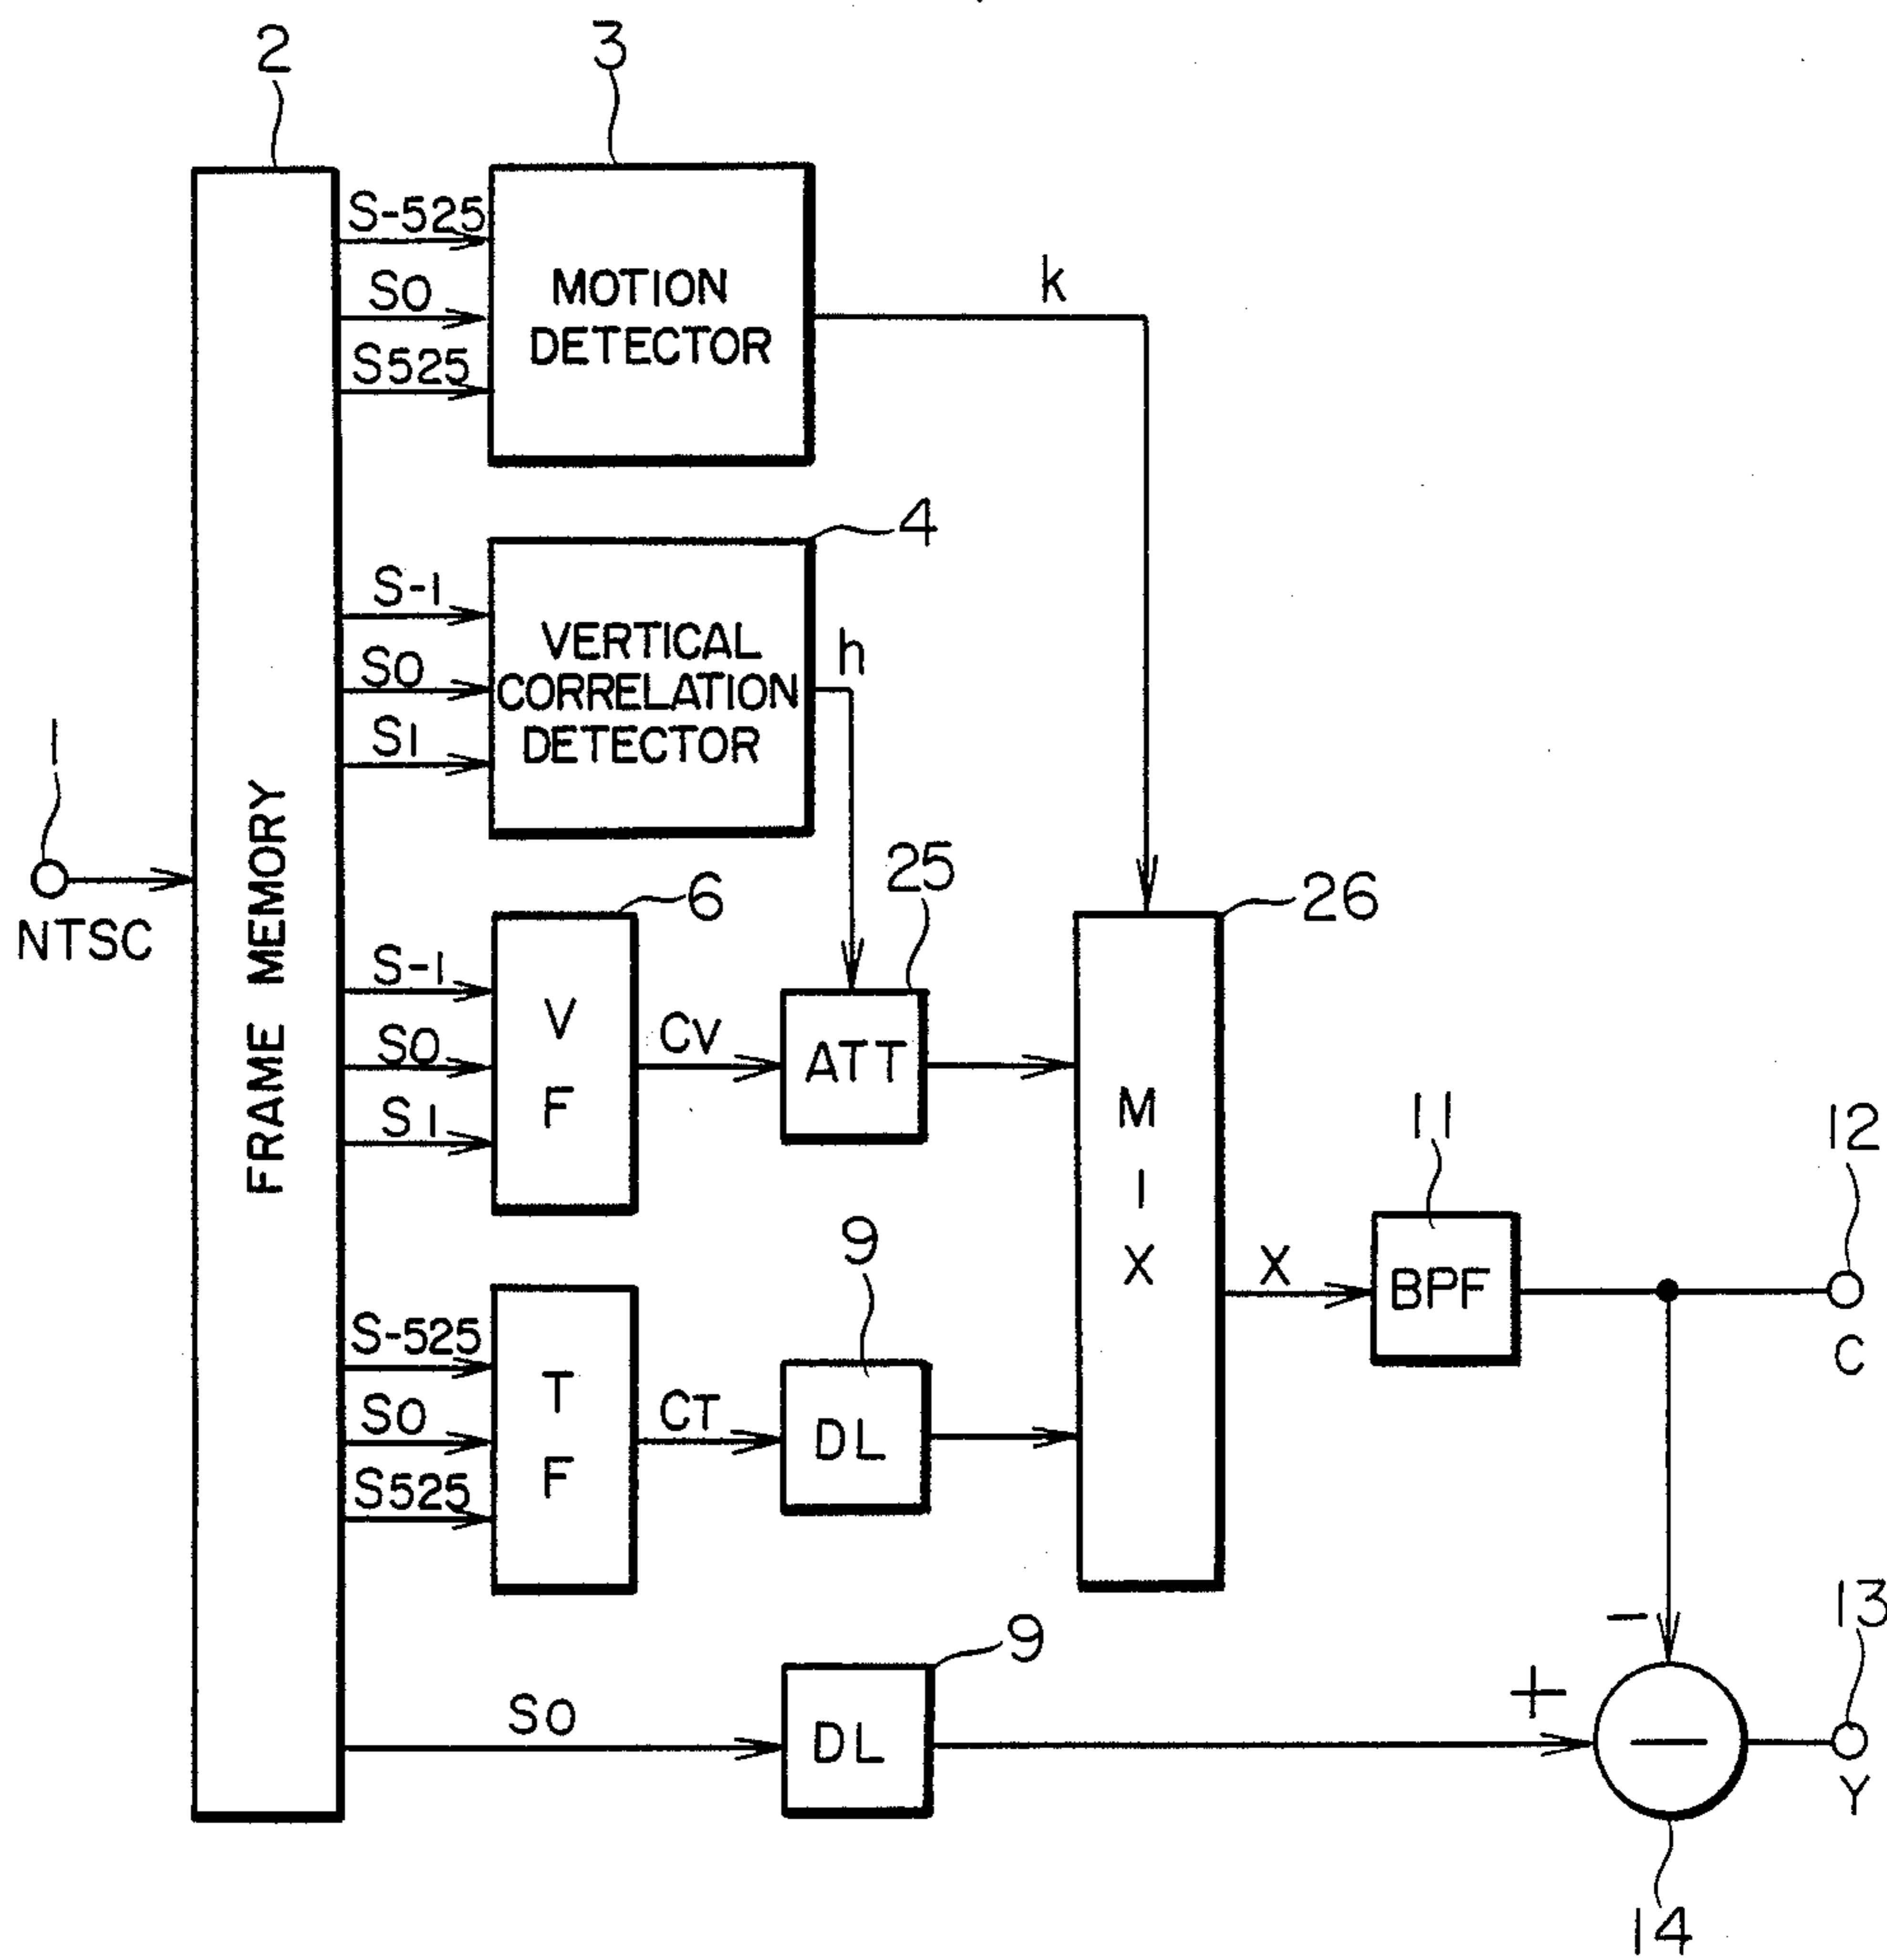 2
3
S-525
S0
S525
MOTION
DETECTOR
k
4
S-1
S0
S1
VERTICAL
CORRELATION
DETECTOR
h
1
NTSC
FRAME MEMORY
6
25
26
S-1
S0
S1
V
F
CV
ATT
M
I
X
11
12
9
S-525
S0
S525
T
F
CT
DL
X
BPF
C
9
S0
DL
+
-
13
Y
14